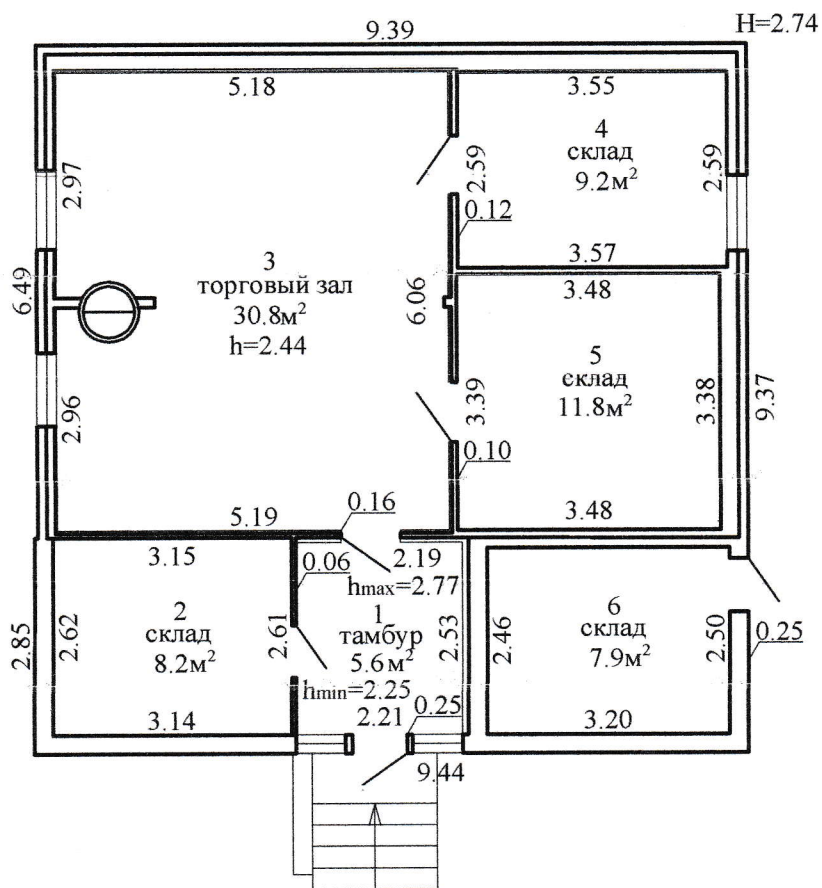 H=2.74
9.39
5.18
3.55
4
склад
9.2м²
2.97
2.59
2.59
0.12
3.57
3
торговый зал
30.8м²
h=2.44
6.49
6.06
3.48
5
склад
11.8м²
2.96
3.39
3.38
9.37
0.10
5.19
0.16
3.48
3.15
0.06
2.19
hmax=2.77
2
склад
8.2м²
2.85
2.62
2.61
1
тамбур
5.6м²
hmin=2.25
2.53
2.46
6
склад
7.9м²
2.50
0.25
3.14
2.21
0.25
3.20
9.44